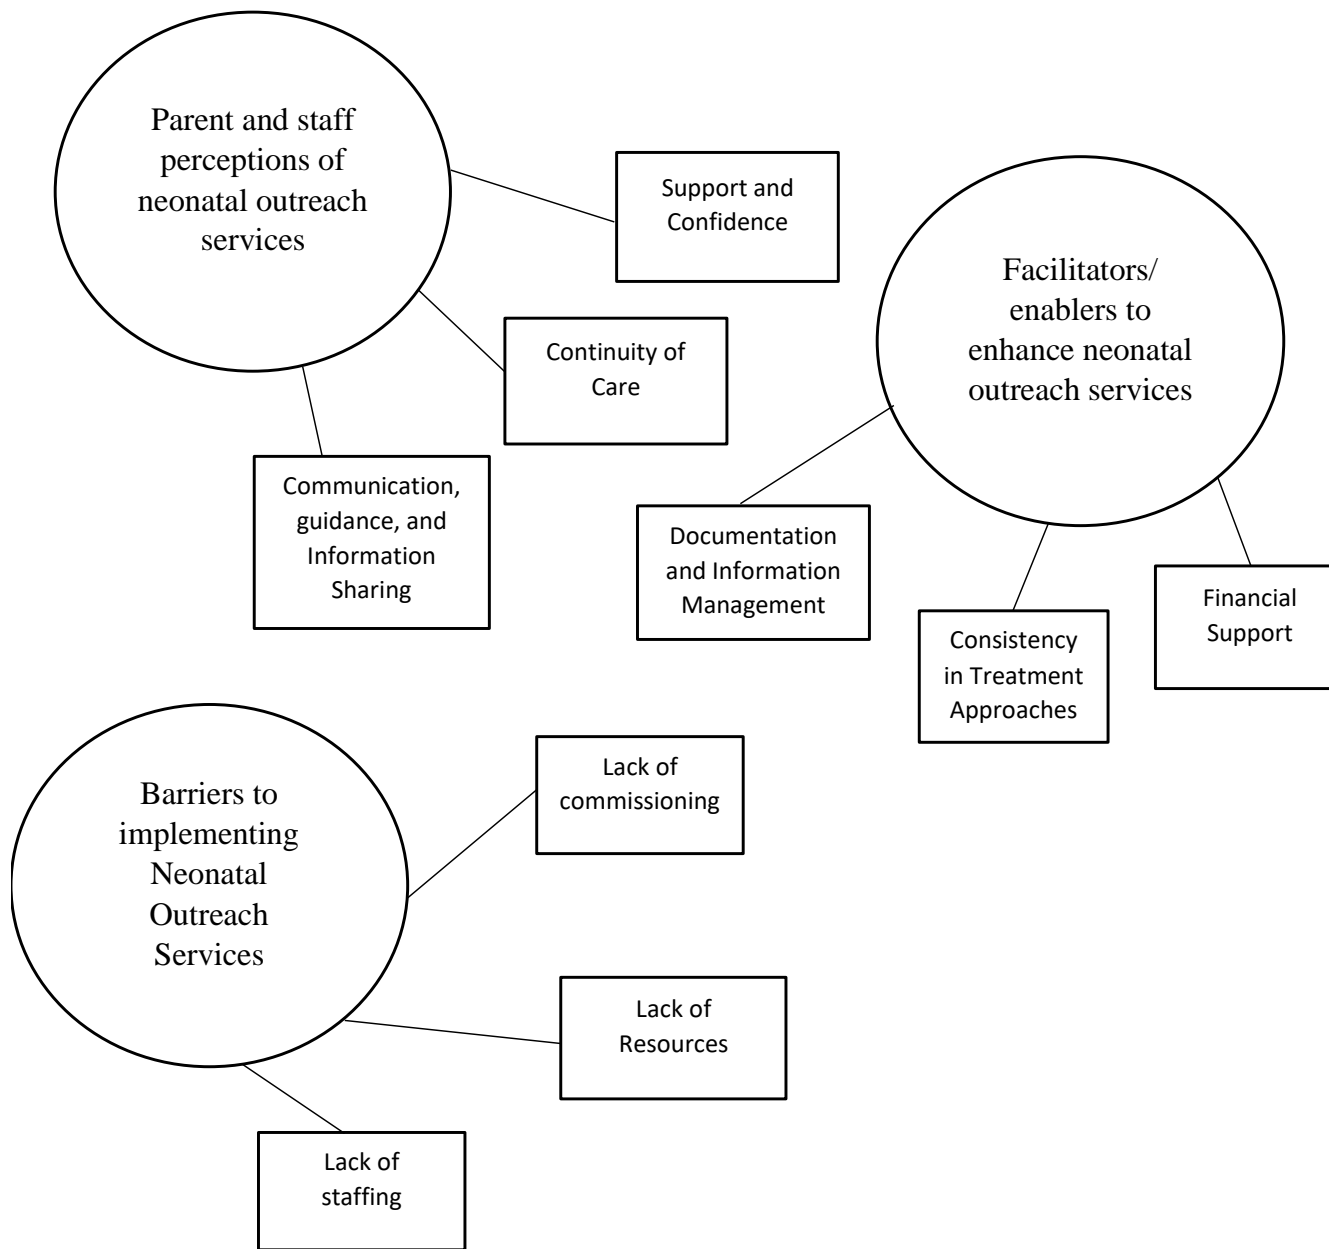 Parent and staff
perceptions of
neonatal outreach
services
Support and
Confidence
Continuity of
Care
Communication,
guidance, and
Information
Sharing
Facilitators/
enablers to
enhance neonatal
outreach services
Documentation
and Information
Management
Consistency
in Treatment
Approaches
Financial
Support
Barriers to
implementing
Neonatal
Outreach
Services
Lack of
commissioning
Lack of
Resources
Lack of
staffing